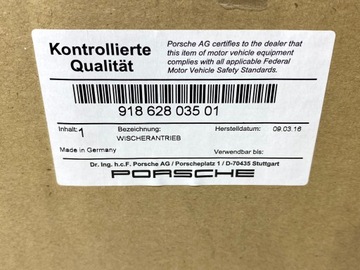 Kontrollierte
Qualität
Porsche AG certifies to the dealer that
this item of motor vehicle equipment
complies with all applicable Federal
Motor Vehicle Safety Standards.
918 628 035 01
Inhalt: 1 Bezeichnung: Herstelldatum: 09.03.16
WISCHERANTRIEB
Made in Germany Verwendbar bis:
Dr. Ing. h.c.F. Porsche AG / Porscheplatz 1 / D-70435 Stuttgart
PORSCHE